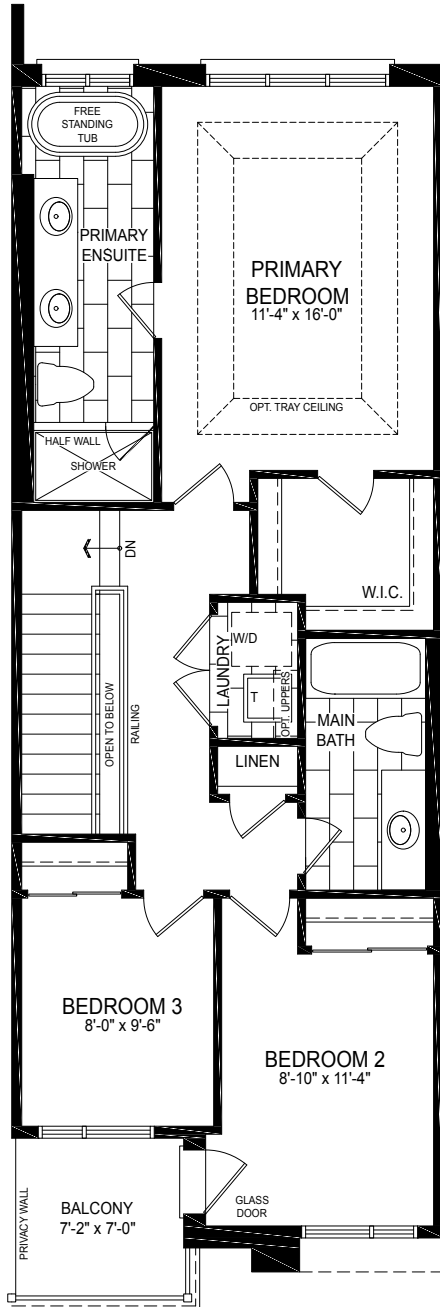 FREE
STANDING
TUB
PRIMARY
ENSUITE
PRIMARY
BEDROOM
11'-4" x 16'-0"
OPT. TRAY CEILING
HALF WALL
SHOWER
DN
W.I.C.
W/D
LAUNDRY
T
OPT. UPPERS
OPEN TO BELOW
RAILING
MAIN
BATH
LINEN
BEDROOM 3
8'-0" x 9'-6"
BEDROOM 2
8'-10" x 11'-4"
GLASS
DOOR
PRIVACY WALL
BALCONY
7'-2" x 7'-0"